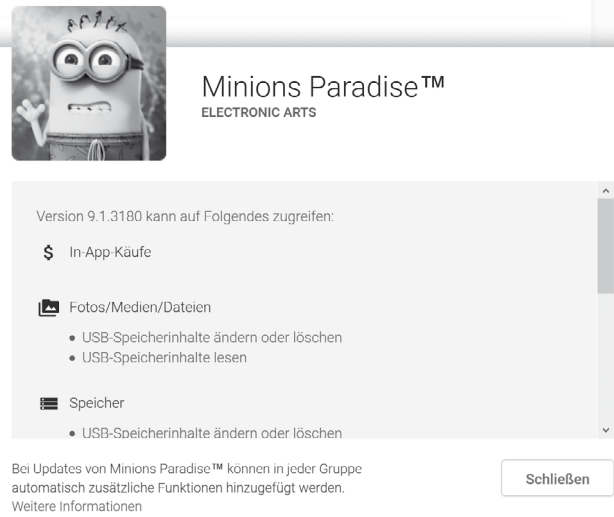 Minions Paradise™
ELECTRONIC ARTS
Version 9.1.3180 kann auf Folgendes zugreifen:
$ In-App-Käufe
Fotos/Medien/Dateien
• USB-Speicherinhalte ändern oder löschen
• USB-Speicherinhalte lesen
Speicher
• USB-Speicherinhalte ändern oder löschen
Bei Updates von Minions Paradise™ können in jeder Gruppe
automatisch zusätzliche Funktionen hinzugefügt werden.
Weitere Informationen
Schließen